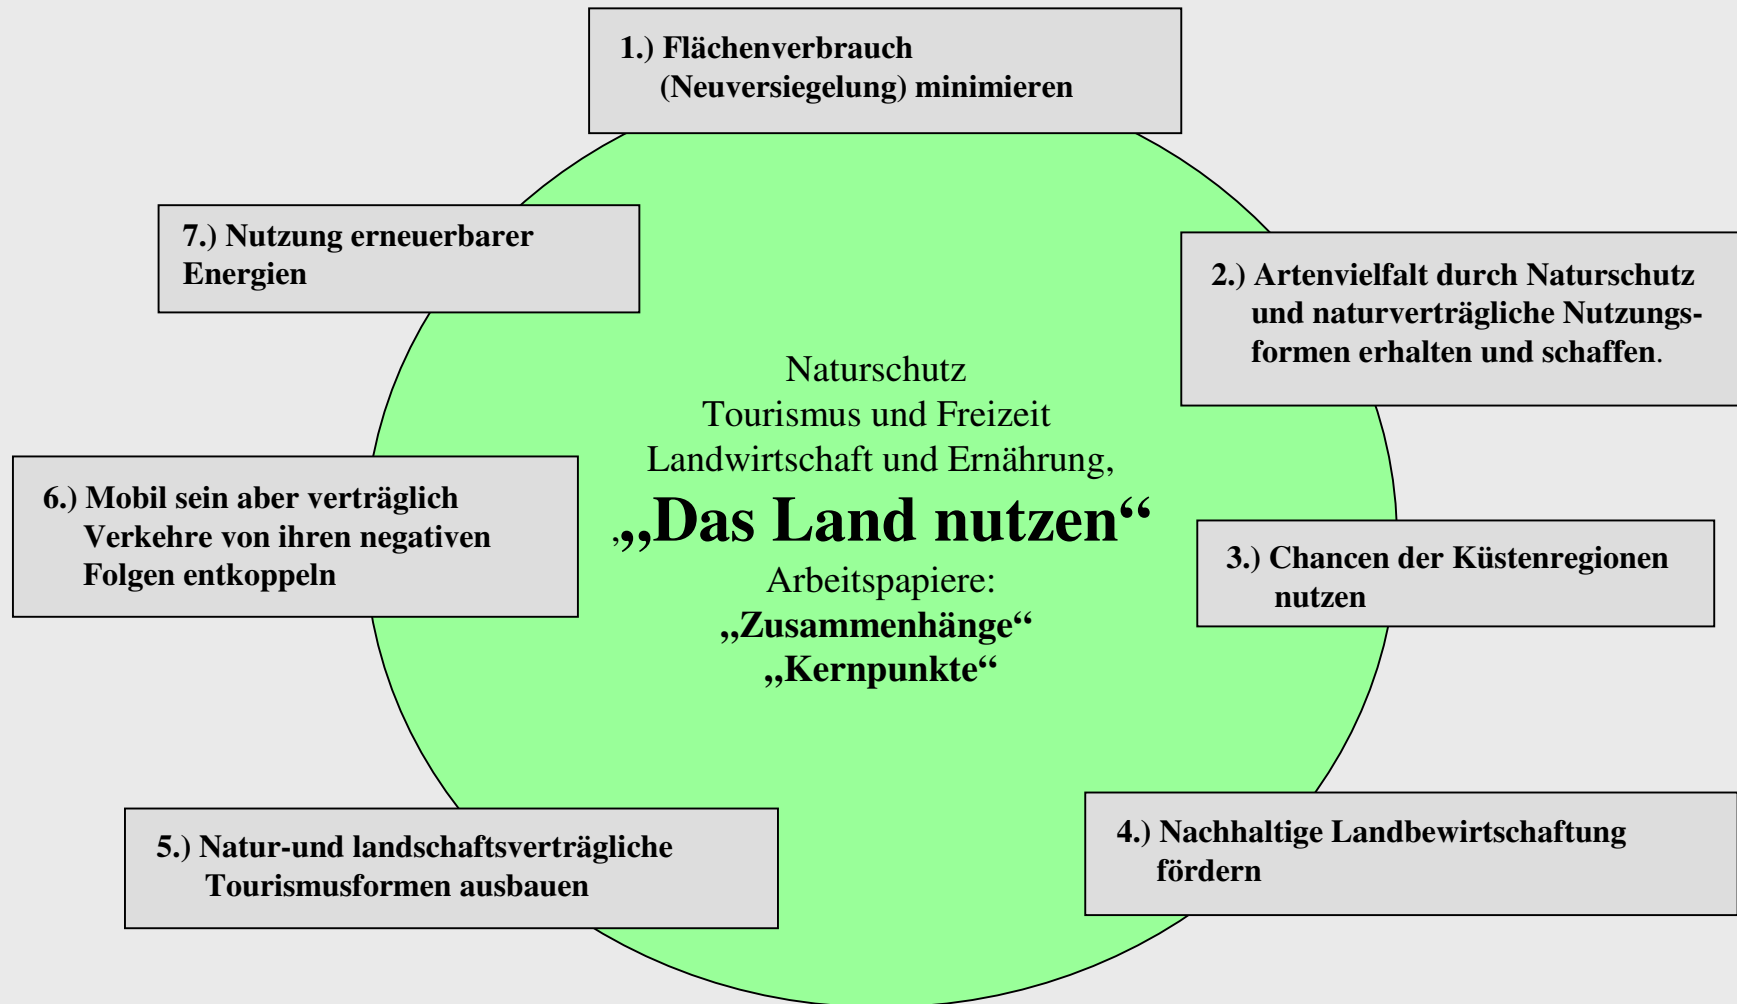 1.) Flächenverbrauch
(Neuversiegelung) minimieren
7.) Nutzung erneuerbarer
Energien
2.) Artenvielfalt durch Naturschutz
und naturverträgliche Nutzungs-
formen erhalten und schaffen.
Naturschutz
Tourismus und Freizeit
Landwirtschaft und Ernährung,
,„Das Land nutzen“
Arbeitspapiere:
„Zusammenhänge“
„Kernpunkte“
6.) Mobil sein aber verträglich
Verkehre von ihren negativen
Folgen entkoppeln
3.) Chancen der Küstenregionen
nutzen
5.) Natur-und landschaftsverträgliche
Tourismusformen ausbauen
4.) Nachhaltige Landbewirtschaftung
fördern